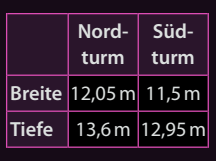 Nord- Süd-
turm turm
Breite 12,05 m 11,5 m
Tiefe 13,6 m 12,95 m